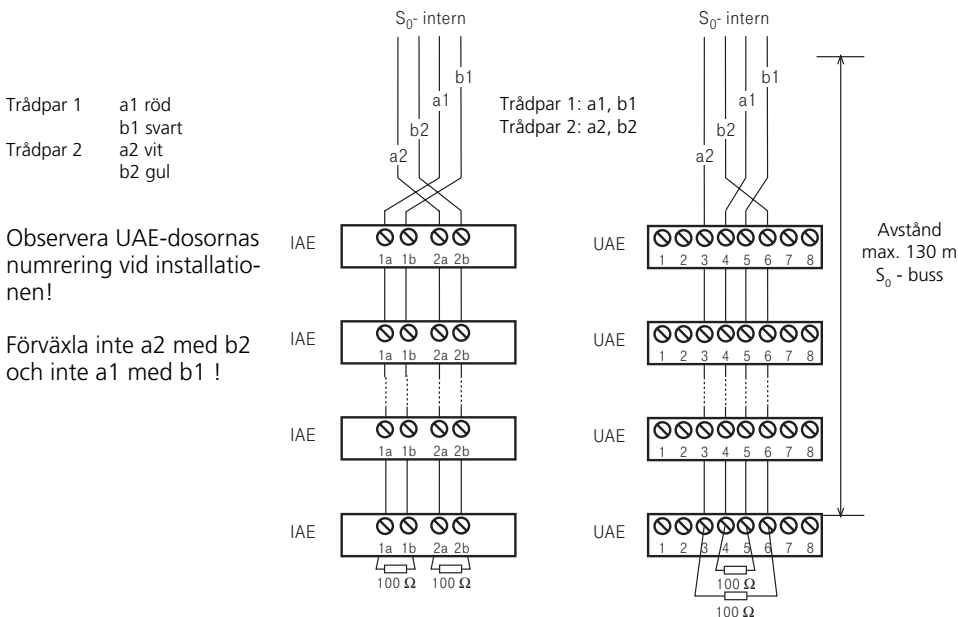 S0- intern
S0- intern
Trådpar 1 a1 röd
b1 svart
Trådpar 2 a2 vit
b2 gul
b1
a1
b2
a2
Trådpar 1: a1, b1
Trådpar 2: a2, b2
b1
a1
b2
a2
Observera UAE-dosornas
numrering vid installatio-
nen!
Förväxla inte a2 med b2
och inte a1 med b1 !
IAE
1a 1b 2a 2b
IAE
1a 1b 2a 2b
IAE
1a 1b 2a 2b
IAE
1a 1b 2a 2b
100 Ω 100 Ω
UAE
1 2 3 4 5 6 7 8
UAE
1 2 3 4 5 6 7 8
UAE
1 2 3 4 5 6 7 8
UAE
1 2 3 4 5 6 7 8
100 Ω
100 Ω
Avstånd
max. 130 m
S0 - buss